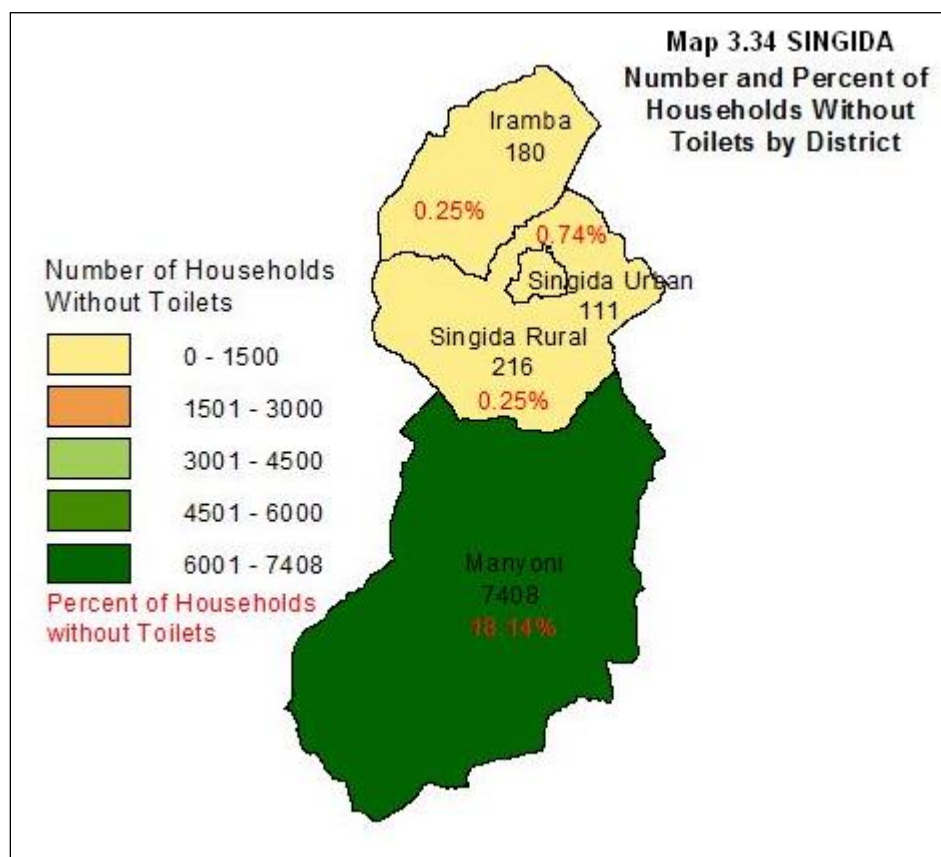 Map 3.34 SINGIDA
Number and Percent of
Households Without
Toilets by District
Iramba
180
0.25%
0.74%
Singida Urban
111
Singida Rural
216
0.25%
Manyoni
7408
18.14%
Number of Households
Without Toilets
0 - 1500
1501 - 3000
3001 - 4500
4501 - 6000
6001 - 7408
Percent of Households
without Toilets